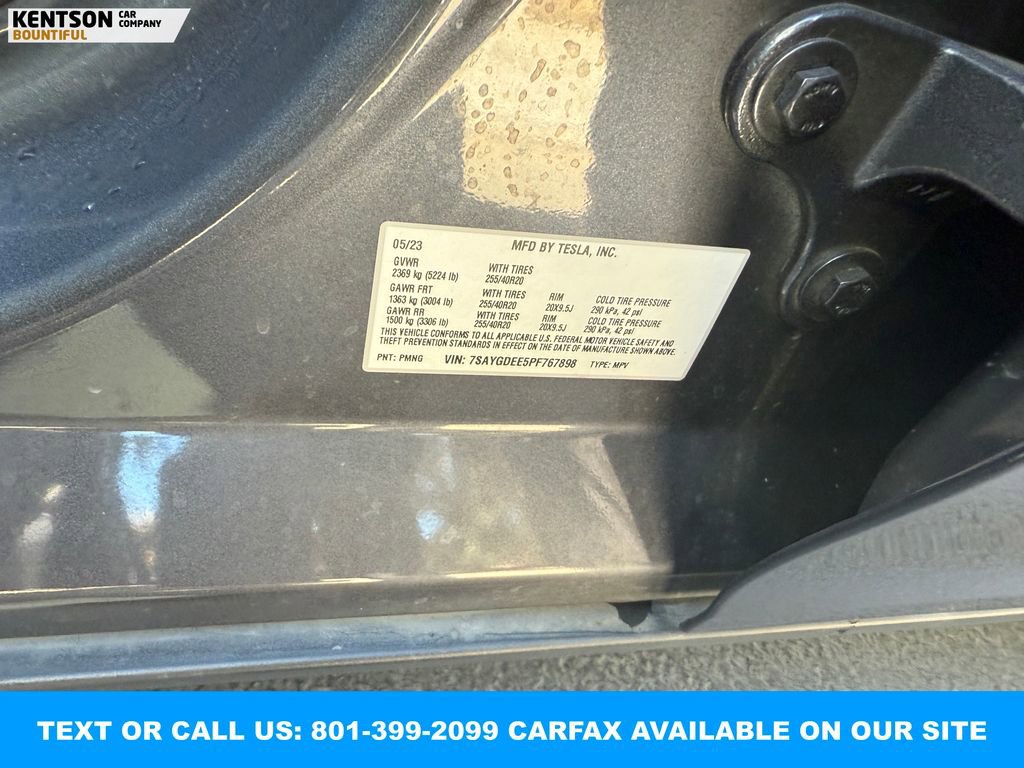 KENTSON CAR COMPANY
BOUNTIFUL
05/23 MFD BY TESLA, INC.
GVWR
2369 kg (5224 lb) WITH TIRES 255/40R20
GAWR FRT
1363 kg (3004 lb) WITH TIRES 255/40R20 RIM 20X9.5J COLD TIRE PRESSURE 290 kPa, 42 psi
GAWR RR
1500 kg (3306 lb) WITH TIRES 255/40R20 RIM 20X9.5J COLD TIRE PRESSURE 290 kPa, 42 psi
THIS VEHICLE CONFORMS TO ALL APPLICABLE U.S. FEDERAL MOTOR VEHICLE SAFETY AND
THEFT PREVENTION STANDARDS IN EFFECT ON THE DATE OF MANUFACTURE SHOWN ABOVE.
PNT: PMNG VIN: 7SAYGDEE5PF767898 TYPE: MPV
TEXT OR CALL US: 801-399-2099 CARFAX AVAILABLE ON OUR SITE